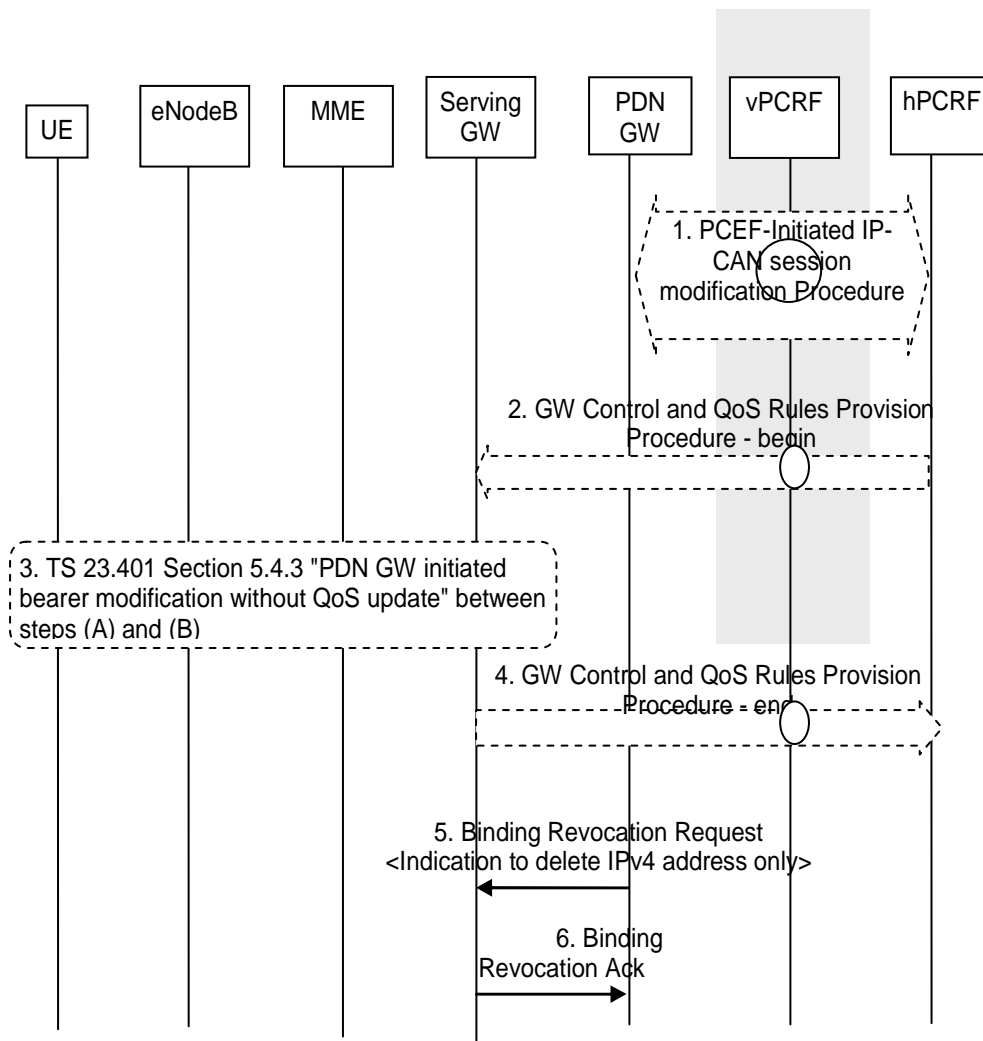 UE
eNodeB
MME
Serving
GW
PDN
GW
vPCRF
hPCRF
1. PCEF-Initiated IP-
CAN session
modification Procedure
2. GW Control and QoS Rules Provision
Procedure - begin
3. TS 23.401 Section 5.4.3 "PDN GW initiated
bearer modification without QoS update" between
steps (A) and (B)
4. GW Control and QoS Rules Provision
Procedure - end
5. Binding Revocation Request
<Indication to delete IPv4 address only>
6. Binding
Revocation Ack